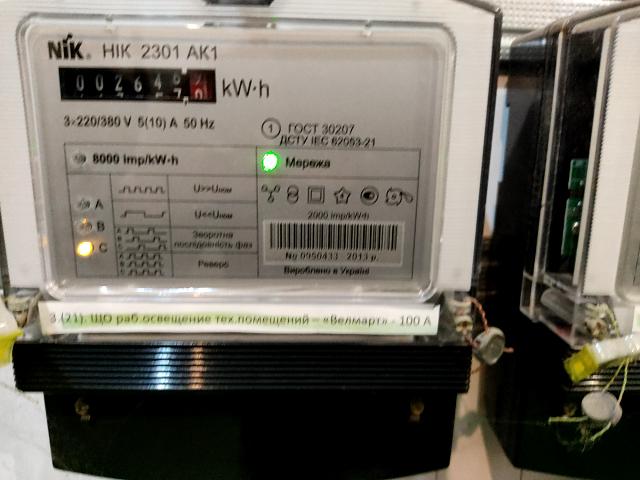 NiK. НІК 2301 АК1
0 0 2 6 4
kW·h
3×220/380 V 5(10) A 50 Hz
1 ГОСТ 30207
ДСТУ IEC 62053-21
8000 imp/kW·h
Мережа
A
B
C
U>>Uном
U<<Uном
Зворотна
послідовність фаз
Реверс
2000 imp/kW·h
№ 0950433 2013 р.
Вироблено в Україні
3 (21). ЩО раб.освещение тех.помещений – «Велмарт» - 100 А